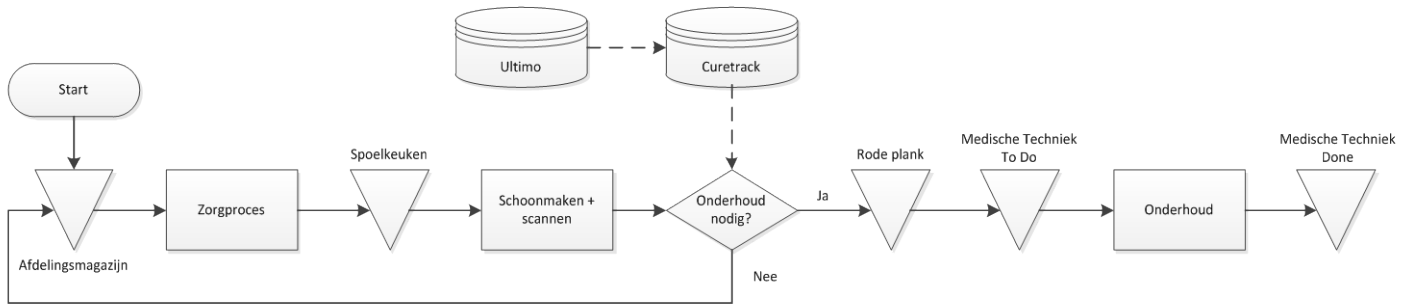 Ultimo
Curetrack
Start
Spoelkeuken
Rode plank
Medische Techniek
To Do
Medische Techniek
Done
Zorgproces
Schoonmaken +
scannen
Onderhoud
nodig?
Ja
Onderhoud
Afdelingsmagazijn
Nee